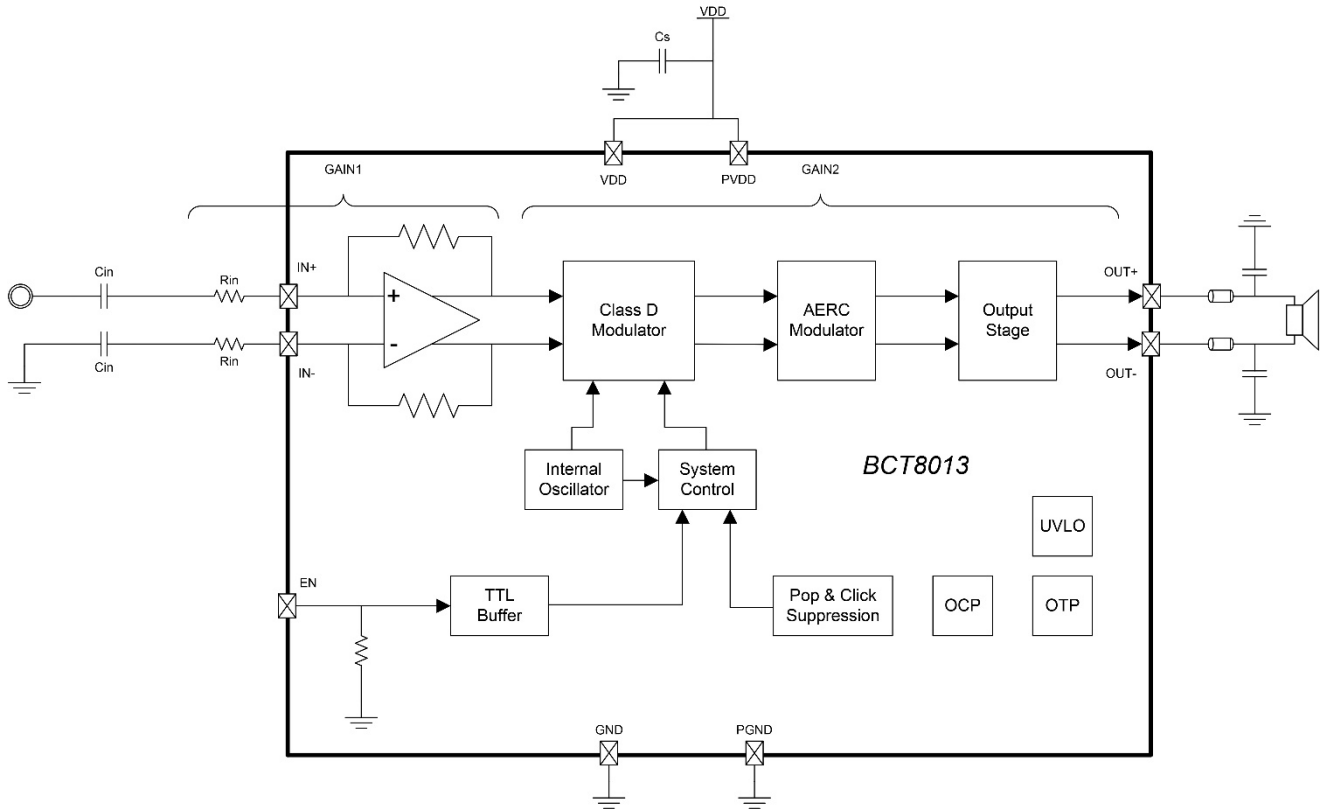 VDD
Cs
GAIN1
VDD
PVDD
GAIN2
Cin
Rin
IN+
Class D
Modulator
AERC
Modulator
Output
Stage
OUT+
+
-
Cin
Rin
IN-
OUT-
Internal
Oscillator
System
Control
BCT8013
UVLO
EN
TTL
Buffer
Pop & Click
Suppression
OCP
OTP
GND
PGND